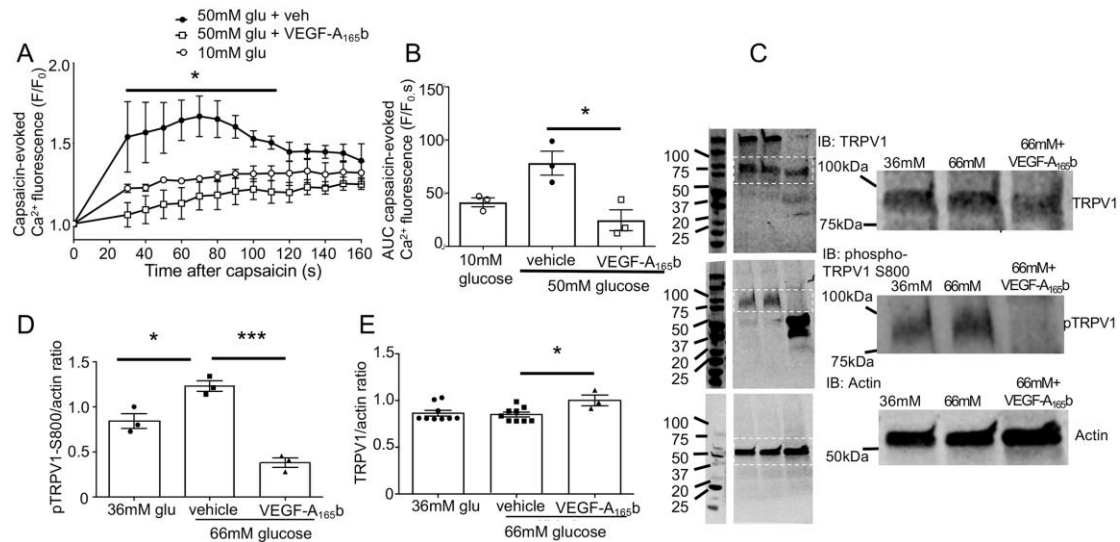 50mM glu + veh
50mM glu + VEGF-A165b
10mM glu
A
*
Capsaicin-evoked
Ca2+ fluorescence (F/F0)
2.0
1.5
1.0
0 20 40 60 80 100 120 140 160
Time after capsaicin (s)
B
*
AUC capsaicin-evoked
Ca2+ fluorescence (F/F0.s)
150
100
50
0
10mM
glucose
vehicle
VEGF-A165b
50mM glucose
C
100
75
50
37
25
20
25
IB: TRPV1
100kDa
75kDa
36mM
66mM
66mM+
VEGF-A165b
TRPV1
100
75
50
37
20
25
IB: phospho-
TRPV1 S800
100kDa
75kDa
36mM
66mM
66mM+
VEGF-A165b
pTRPV1
100
75
50
37
20
25
IB: Actin
50kDa
36mM
66mM
66mM+
VEGF-A165b
Actin
D
*
***
pTRPV1-S800/actin ratio
1.5
1.0
0.5
0.0
36mM glu
vehicle
VEGF-A165b
66mM glucose
E
*
TRPV1/actin ratio
1.5
1.0
0.5
0.0
36mM glu
vehicle
VEGF-A165b
66mM glucose